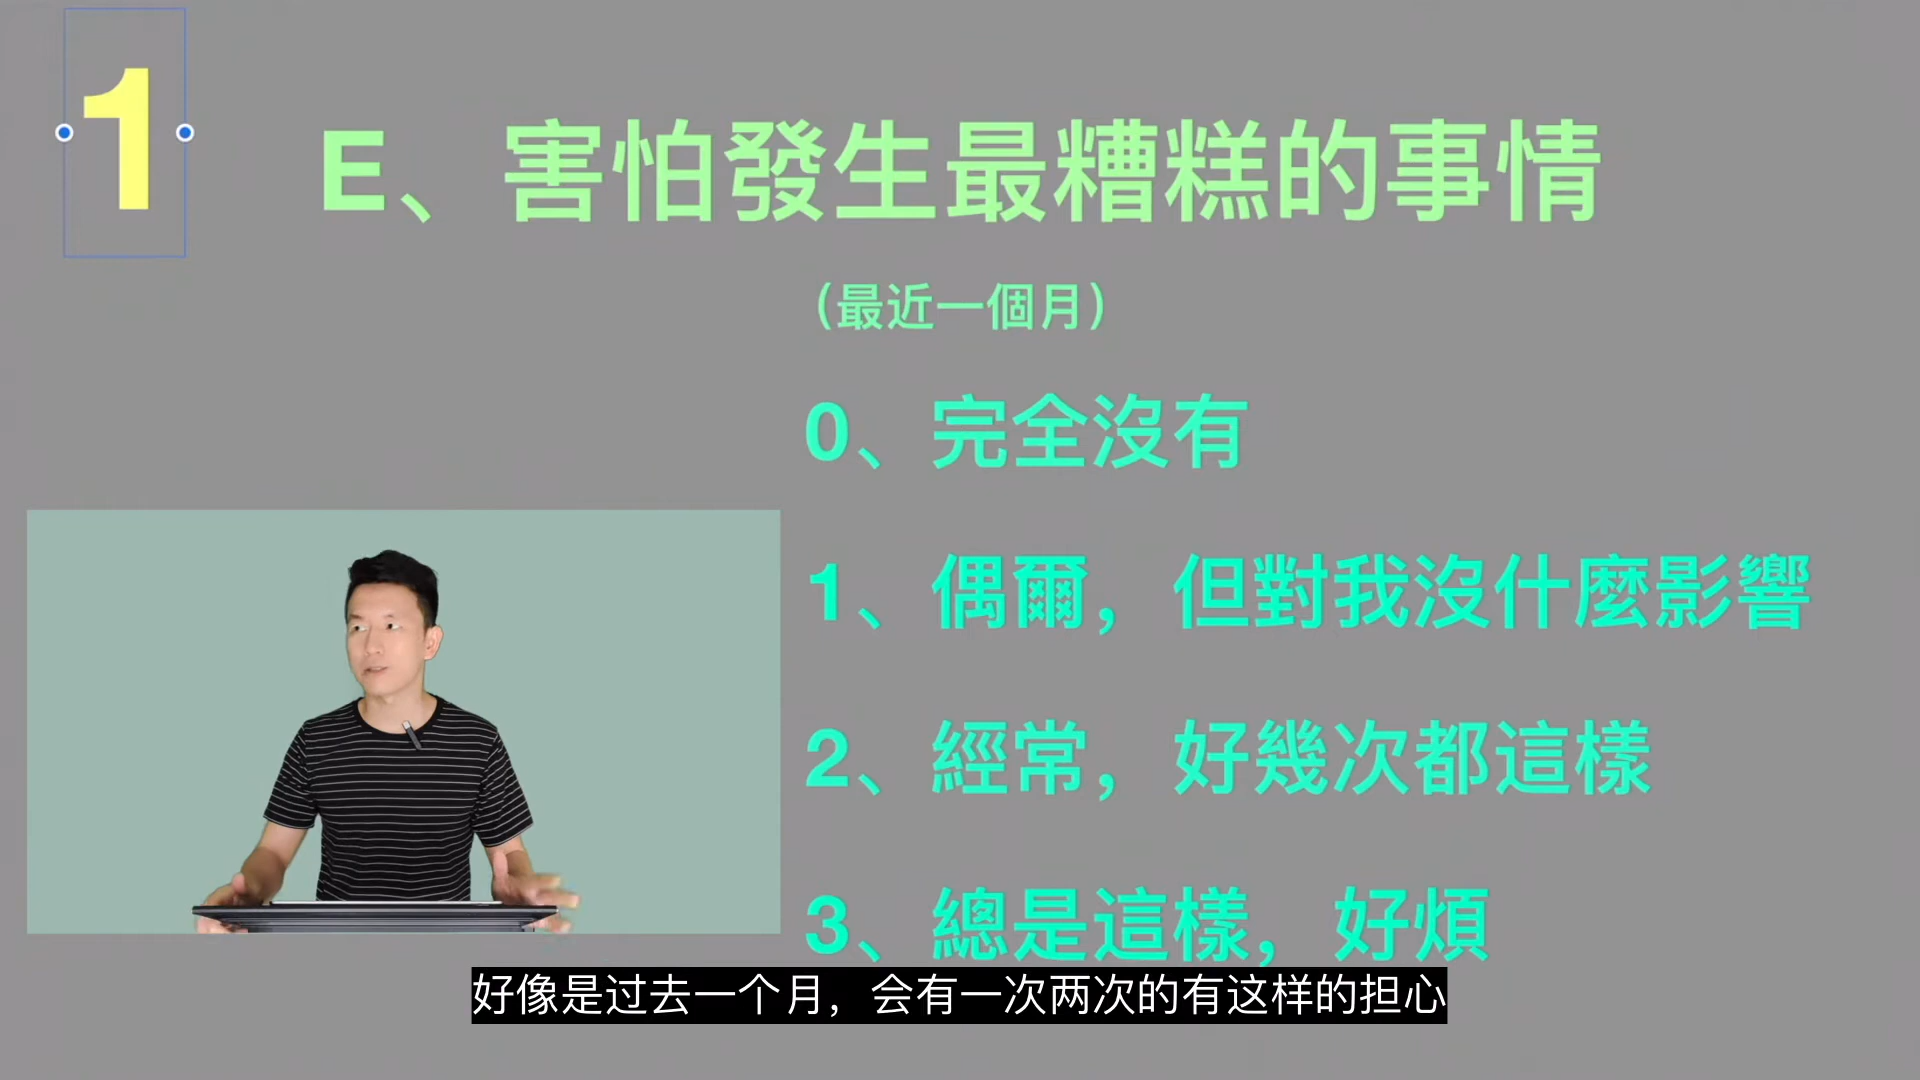 1
E、害怕發生最糟糕的事情
（最近一個月）
0、完全沒有
1、偶爾，但對我沒什麼影響
2、經常，好幾次都這樣
3、總是這樣，好煩
好像是过去一个月，会有一次两次的有这样的担心